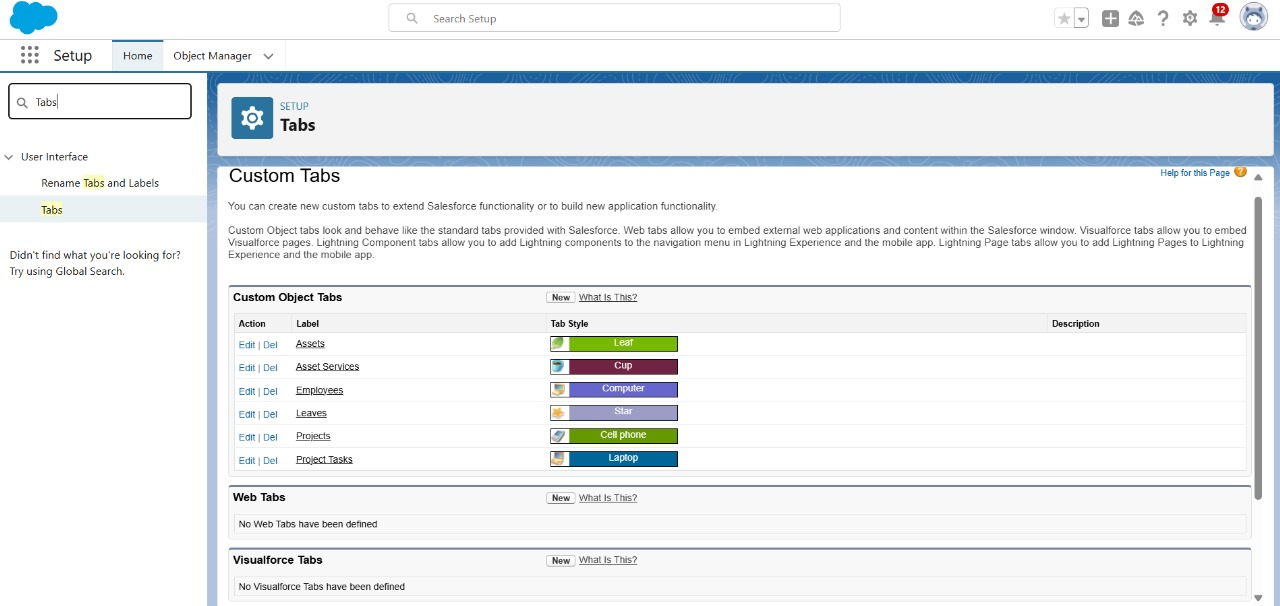 Search Setup
12
Setup
Home
Object Manager
Tabs
User Interface
Rename Tabs and Labels
Tabs
Didn't find what you're looking for?
Try using Global Search.
SETUP
Tabs
Custom Tabs
Help for this Page ?
You can create new custom tabs to extend Salesforce functionality or to build new application functionality.
Custom Object tabs look and behave like the standard tabs provided with Salesforce. Web tabs allow you to embed external web applications and content within the Salesforce window. Visualforce tabs allow you to embed
Visualforce pages. Lightning Component tabs allow you to add Lightning components to the navigation menu in Lightning Experience and the mobile app. Lightning Page tabs allow you to add Lightning Pages to Lightning
Experience and the mobile app.
Custom Object Tabs New What Is This?
Action Label Tab Style Description
Edit | Del Assets Leaf
Edit | Del Asset Services Cup
Edit | Del Employees Computer
Edit | Del Leaves Star
Edit | Del Projects Cell phone
Edit | Del Project Tasks Laptop
Web Tabs New What Is This?
No Web Tabs have been defined
Visualforce Tabs New What Is This?
No Visualforce Tabs have been defined